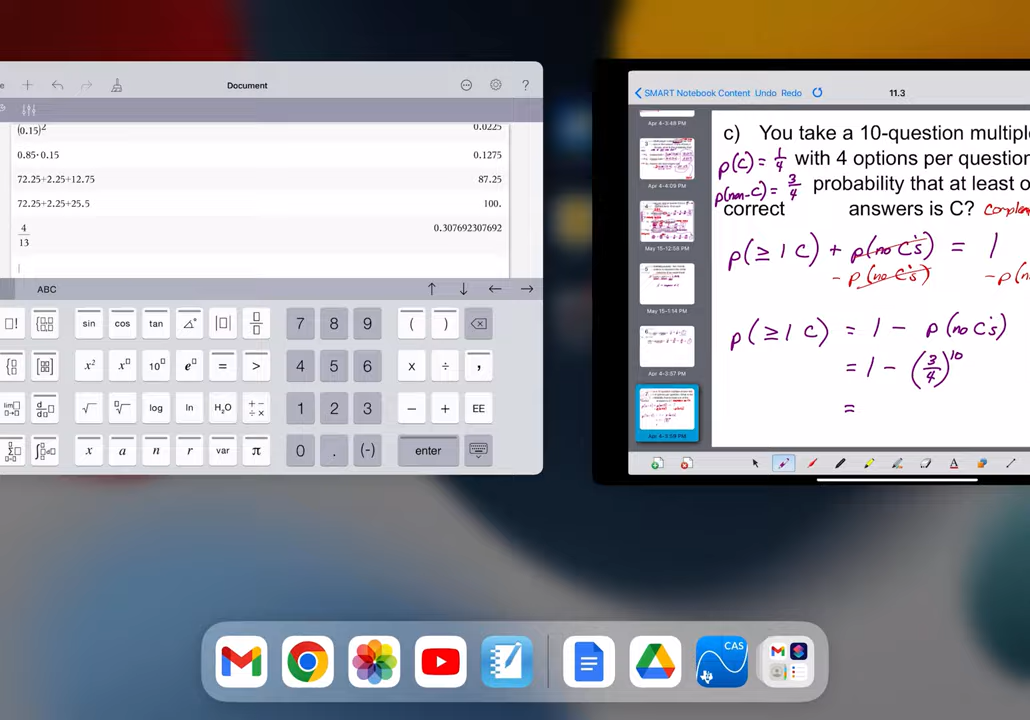 Document
(0.15)2 0.0225
0.85·0.15 0.1275
72.25+2.25+12.75 87.25
72.25+2.25+25.5 100.
4/13 0.307692307692
ABC
sin cos tan |□| 7 8 9 ( )
x² x□ 10□ e□ = > 4 5 6 x ÷ ,
√ □√ log ln H₂O +− ×÷ 1 2 3 − + EE
x a n r var π 0 . (-) enter
SMART Notebook Content Undo Redo 11.3
Apr 4-3:48 PM
Apr 4-4:09 PM
May 15-12:56 PM
May 15-1:14 PM
Apr 4-3:57 PM
Apr 4-3:59 PM
c) You take a 10-question multiple
p(C) = 1/4 with 4 options per question
p(non-C) = 3/4 probability that at least o
correct answers is C? complem
p(≥ 1 C) + p(no C's) = 1
- p(no C's) - p(n
p(≥ 1 C) = 1 - p(no C's)
= 1 - (3/4)^10
=
A
CAS